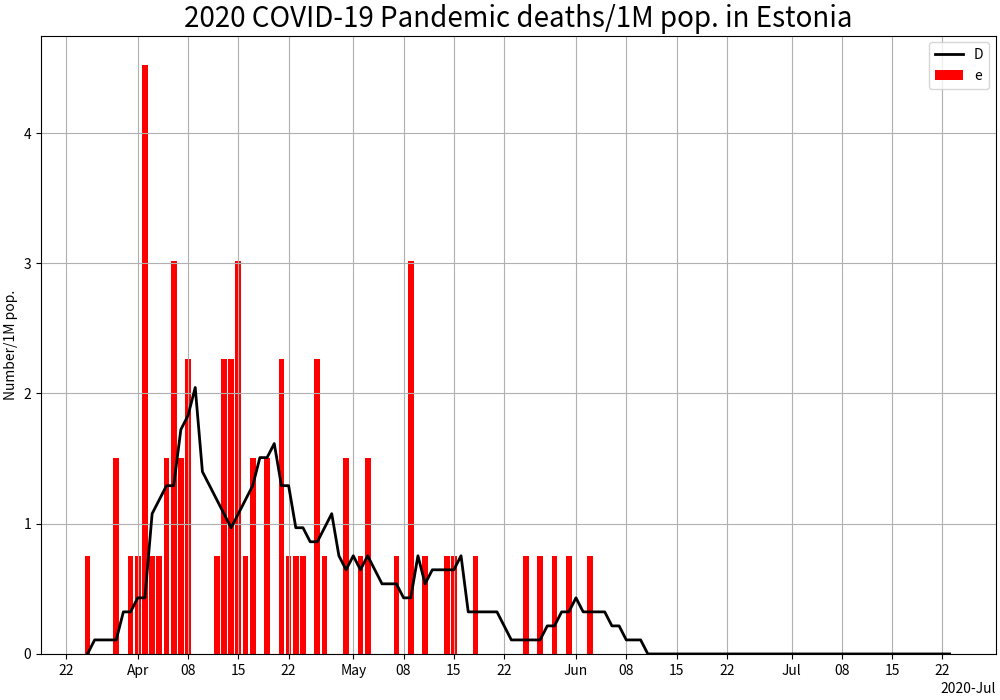 2020 COVID-19 Pandemic deaths/1M pop. in Estonia
D
e
Number/1M pop.
4
3
2
1
0
22 Apr 08 15 22 May 08 15 22 Jun 08 15 22 Jul 08 15 22
2020-Jul